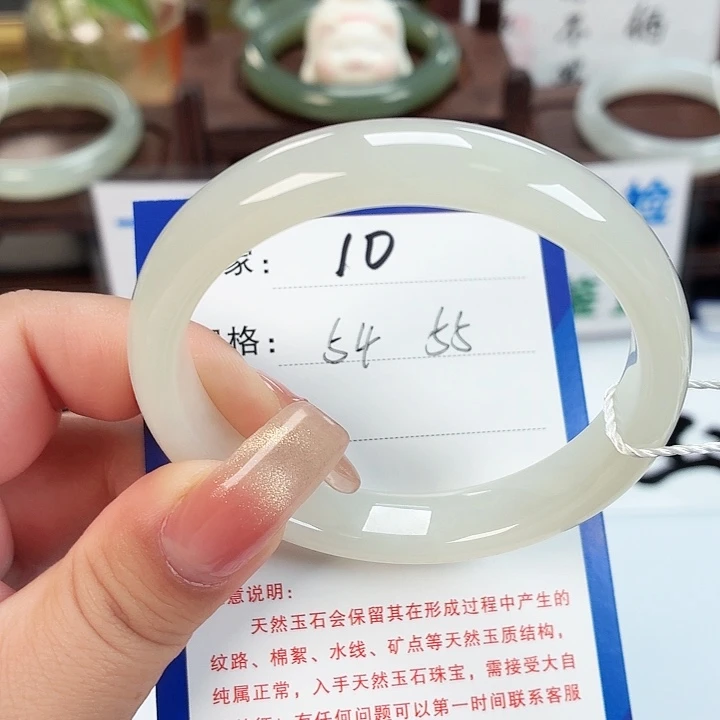 家： 10
格： 54 55
意说明：
天然玉石会保留其在形成过程中产生的
纹路、棉絮、水线、矿点等天然玉质结构，
纯属正常，入手天然玉石珠宝，需接受大自
有任何问题可以第一时间联系客服